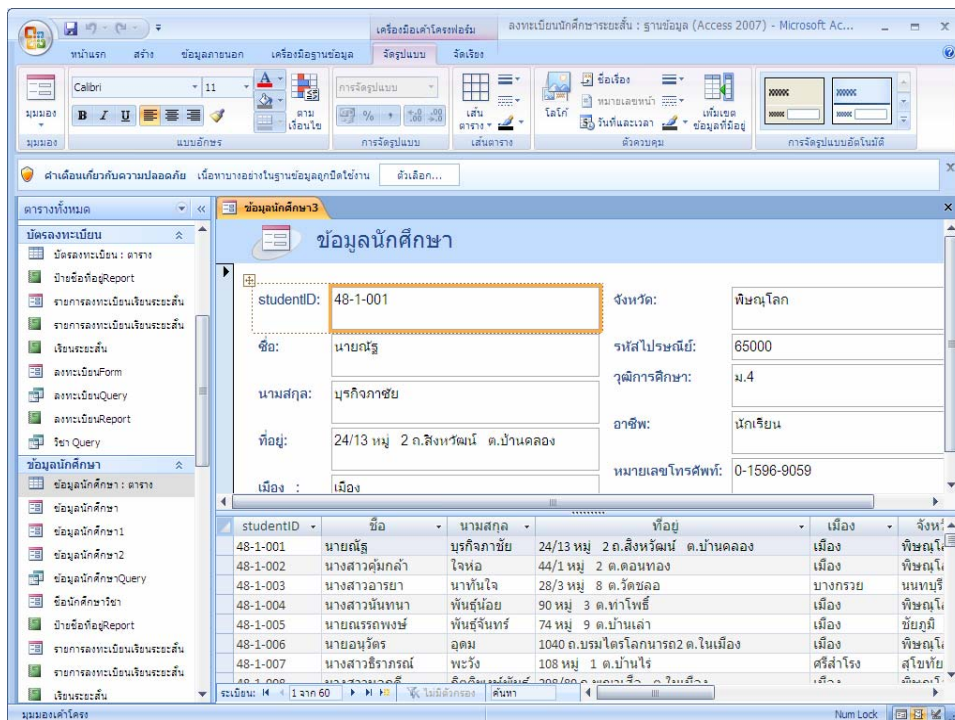 เครื่องมือเค้าโครงฟอร์ม
ลงทะเบียนนักศึกษาระยะสั้น : ฐานข้อมูล (Access 2007) - Microsoft Ac...
หน้าแรก สร้าง ข้อมูลภายนอก เครื่องมือฐานข้อมูล จัดรูปแบบ จัดเรียง
Calibri 11 การจัดรูปแบบ
มุมมอง B I U ตามเงื่อนไข % เส้นตาราง โลโก้ ชื่อเรื่อง หมายเลขหน้า วันที่และเวลา เพิ่มเขตข้อมูลที่มีอยู่
มุมมอง แบบอักษร การจัดรูปแบบ เส้นตาราง ตัวควบคุม การจัดรูปแบบอัตโนมัติ
คำเตือนเกี่ยวกับความปลอดภัย เนื้อหาบางอย่างในฐานข้อมูลถูกปิดใช้งาน ตัวเลือก...
ตารางทั้งหมด
บัตรลงทะเบียน
บัตรลงทะเบียน : ตาราง
ป้ายชื่อที่อยู่Report
รายการลงทะเบียนเรียนระยะสั้น
รายการลงทะเบียนเรียนระยะสั้น
เรียนระยะสั้น
ลงทะเบียนForm
ลงทะเบียนQuery
ลงทะเบียนReport
วิชา Query
ข้อมูลนักศึกษา
ข้อมูลนักศึกษา : ตาราง
ข้อมูลนักศึกษา
ข้อมูลนักศึกษา1
ข้อมูลนักศึกษา2
ข้อมูลนักศึกษาQuery
ชื่อนักศึกษาวิชา
ป้ายชื่อที่อยู่Report
รายการลงทะเบียนเรียนระยะสั้น
รายการลงทะเบียนเรียนระยะสั้น
เรียนระยะสั้น
ข้อมูลนักศึกษา3
ข้อมูลนักศึกษา
studentID: 48-1-001
ชื่อ: นายณัฐ
นามสกุล: บุรกิจภาชัย
ที่อยู่: 24/13 หมู่ 2 ถ.สิงหวัฒน์ ต.บ้านคลอง
เมือง : เมือง
จังหวัด: พิษณุโลก
รหัสไปรษณีย์: 65000
วุฒิการศึกษา: ม.4
อาชีพ: นักเรียน
หมายเลขโทรศัพท์: 0-1596-9059
studentID ชื่อ นามสกุล ที่อยู่ เมือง
48-1-001 นายณัฐ บุรกิจภาชัย 24/13 หมู่ 2 ถ.สิงหวัฒน์ ต.บ้านคลอง เมือง
48-1-002 นางสาวคุ้มกล้า ใจห่อ 44/1 หมู่ 2 ต.ดอนทอง เมือง
48-1-003 นางสาวอารยา นาทันใจ 28/3 หมู่ 8 ต.วัดชลอ บางกรวย นนทบุรี
48-1-004 นางสาวนันทนา พันธุ์น้อย 90 หมู่ 3 ต.ท่าโพธิ์ เมือง
48-1-005 นายณรรถพงษ์ พันธุ์จันทร์ 74 หมู่ 9 ต.บ้านเล่า เมือง ชัยภูมิ
48-1-006 นายอนุวัตร อุดม 1040 ถ.บรมไตรโลกนารถ2 ต.ในเมือง เมือง
48-1-007 นางสาวธิราภรณ์ พะวัง 108 หมู่ 1 ต.บ้านไร่ ศรีสำโรง สุโขทัย
ระเบียน: 1 จาก 60 ไม่มีตัวกรอง ค้นหา
มุมมองเค้าโครง Num Lock